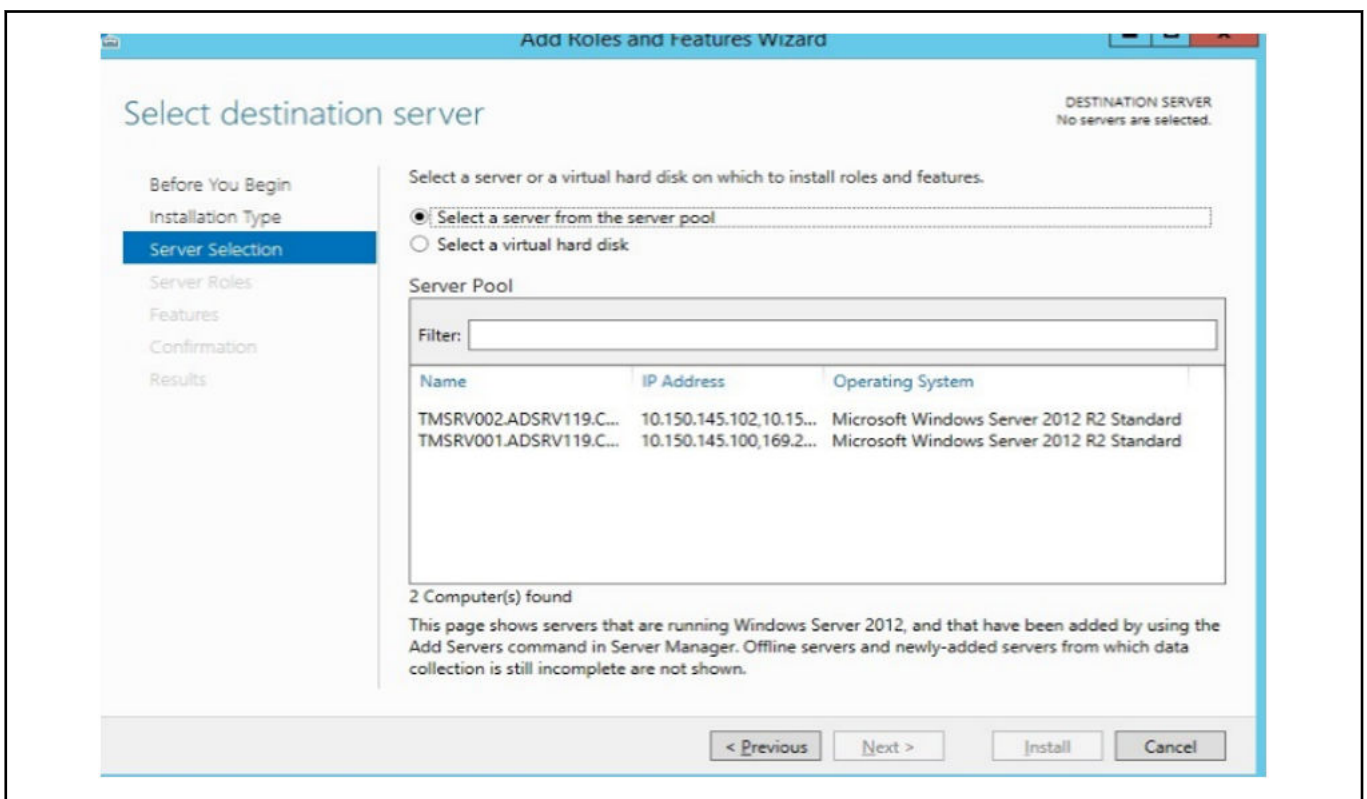 Add Roles and Features Wizard
Select destination server
DESTINATION SERVER
No servers are selected.
Before You Begin
Installation Type
Server Selection
Server Roles
Features
Confirmation
Results
Select a server or a virtual hard disk on which to install roles and features.
Select a server from the server pool
Select a virtual hard disk
Server Pool
Filter:
Name IP Address Operating System
TMSRV002.ADSRV119.C... 10.150.145.102,10.15... Microsoft Windows Server 2012 R2 Standard
TMSRV001.ADSRV119.C... 10.150.145.100,169.2... Microsoft Windows Server 2012 R2 Standard
2 Computer(s) found
This page shows servers that are running Windows Server 2012, and that have been added by using the
Add Servers command in Server Manager. Offline servers and newly-added servers from which data
collection is still incomplete are not shown.
< Previous Next > Install Cancel